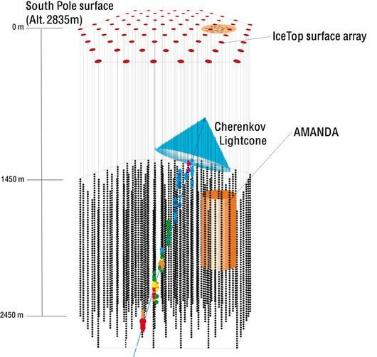 South Pole surface
(Alt. 2835m)
0 m
IceTop surface array
Cherenkov
Lightcone
AMANDA
1450 m
2450 m